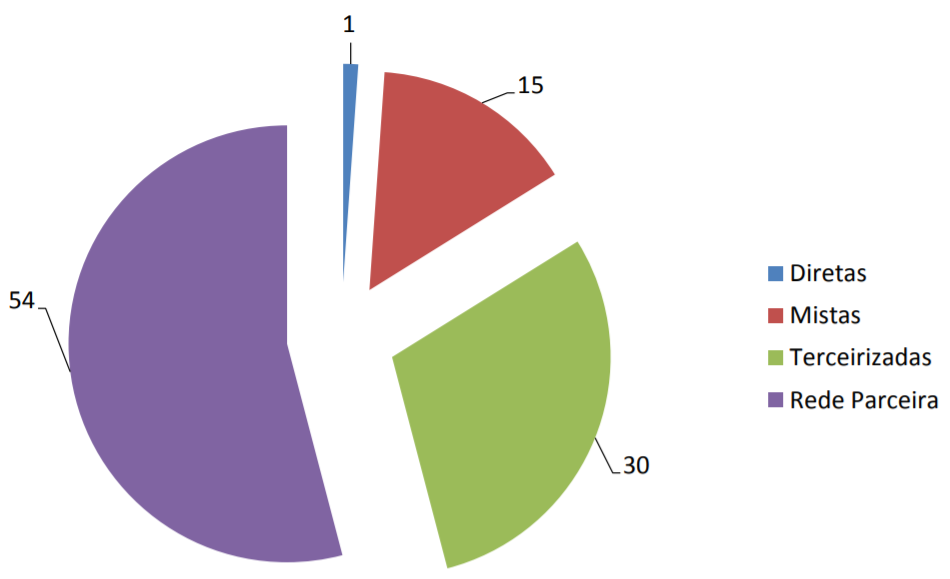 1
15
54
30
Diretas
Mistas
Terceirizadas
Rede Parceira